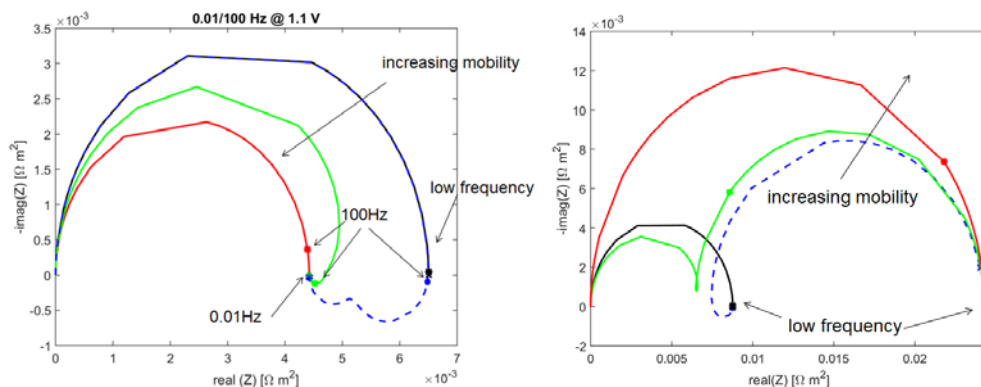 0.01/100 Hz @ 1.1 V
×10⁻³
3.5
3
2.5
2
1.5
1
0.5
0
-0.5
-1
-imag(Z) [Ω m²]
increasing mobility
low frequency
100Hz
0.01Hz
0 1 2 3 4 5 6 7
×10⁻³
real (Z) [Ω m²]
×10⁻³
14
12
10
8
6
4
2
0
-2
-imag(Z) [Ω m²]
increasing mobility
low frequency
0 0.005 0.01 0.015 0.02
real(Z) [Ω m²]